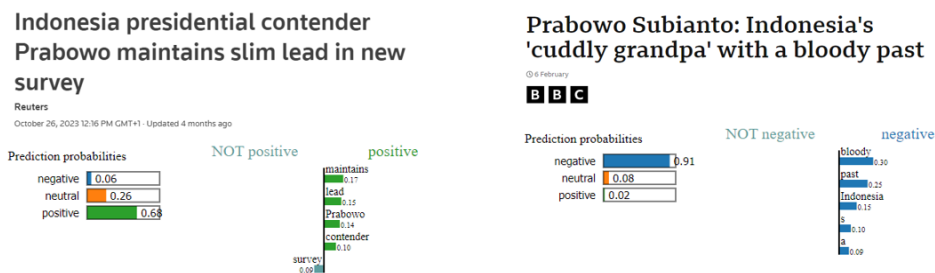 Indonesia presidential contender
Prabowo maintains slim lead in new
survey
Reuters
October 26, 2023 12:16 PM GMT+1 · Updated 4 months ago
Prediction probabilities
negative 0.06
neutral 0.26
positive 0.68
NOT positive positive
maintains
0.17
lead
0.15
Prabowo
0.14
contender
0.10
survey
0.09
Prabowo Subianto: Indonesia's
'cuddly grandpa' with a bloody past
6 February
BBC
Prediction probabilities
negative 0.91
neutral 0.08
positive 0.02
NOT negative negative
bloody
0.30
past
0.25
Indonesia
0.15
s
0.10
a
0.09